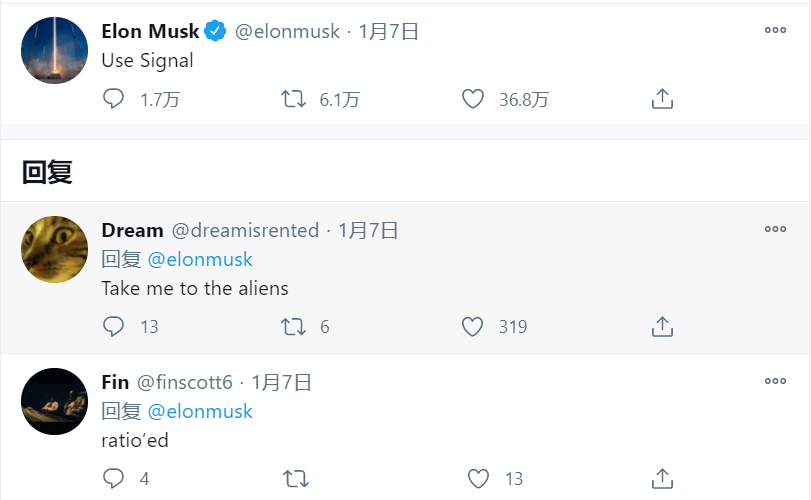 Elon Musk @elonmusk · 1月7日
Use Signal
1.7万 6.1万 36.8万
回复
Dream @dreamisrented · 1月7日
回复 @elonmusk
Take me to the aliens
13 6 319
Fin @finscott6 · 1月7日
回复 @elonmusk
ratio’ed
4 13